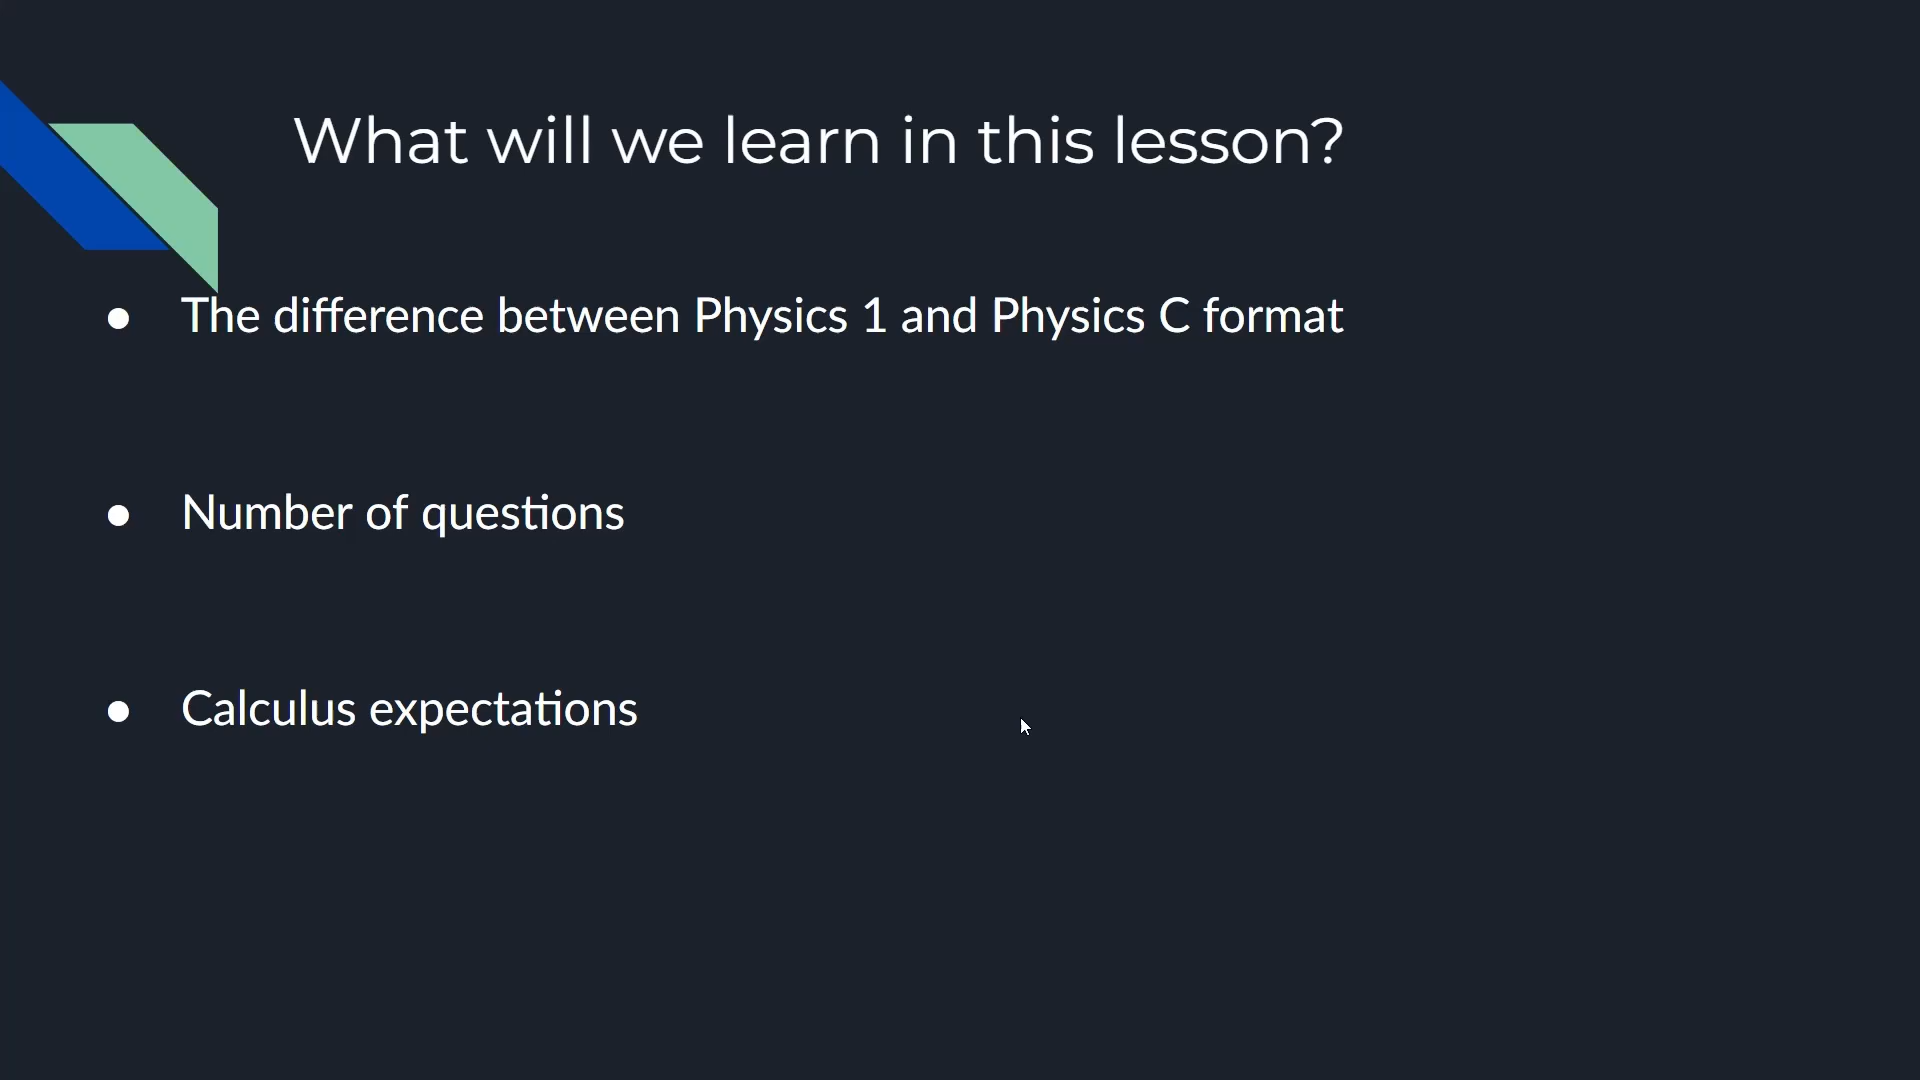 What will we learn in this lesson?
● The difference between Physics 1 and Physics C format
● Number of questions
● Calculus expectations